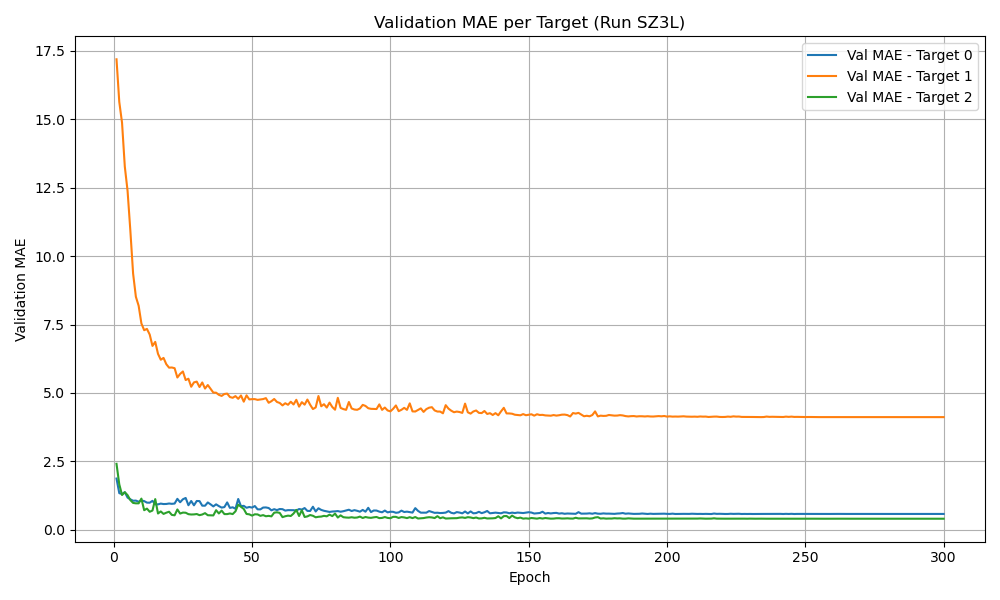 Validation MAE per Target (Run SZ3L)
Val MAE - Target 0
Val MAE - Target 1
Val MAE - Target 2
Validation MAE
17.5
15.0
12.5
10.0
7.5
5.0
2.5
0.0
0 50 100 150 200 250 300
Epoch